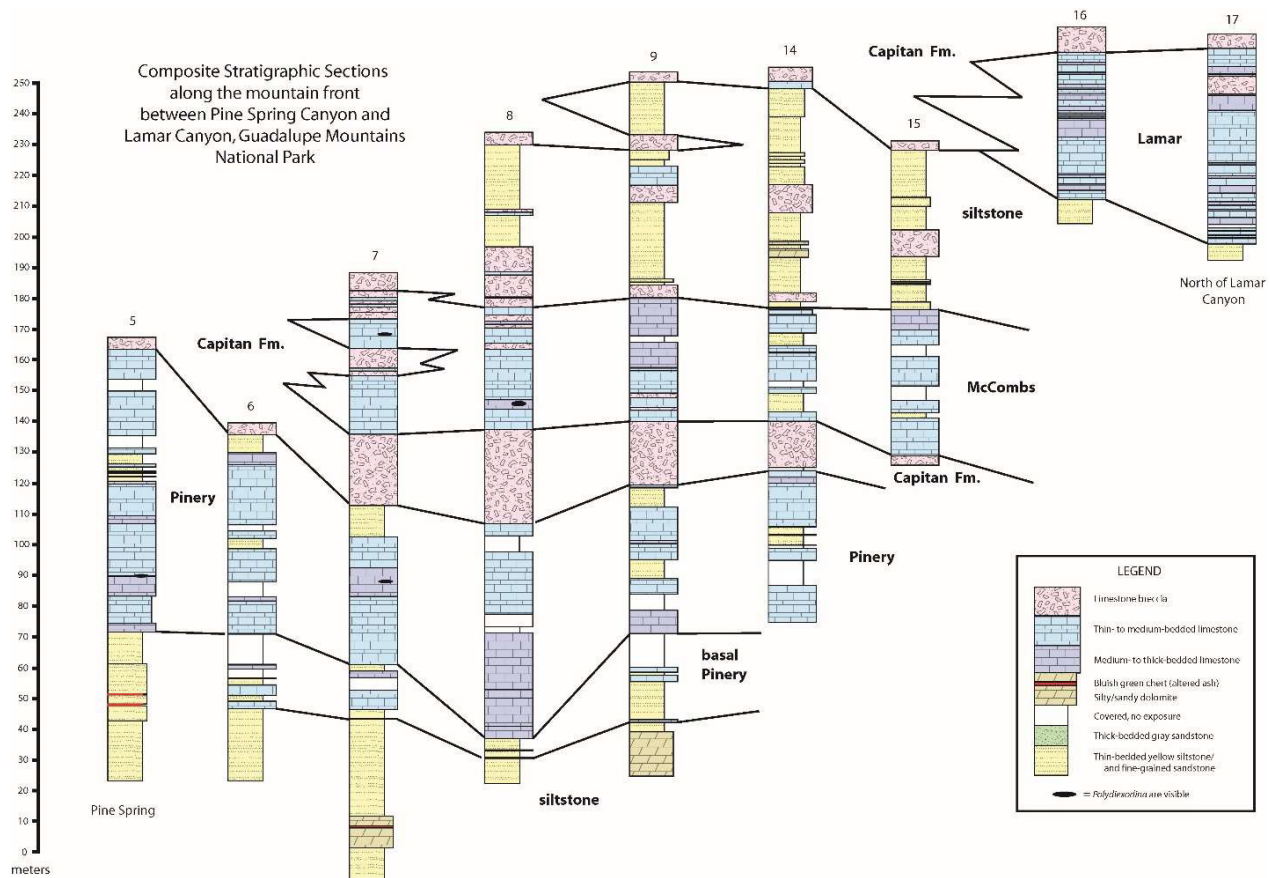 Composite Stratigraphic Sections
along the mountain front
between Pine Spring Canyon and
Lamar Canyon, Guadalupe Mountains
National Park
250
240
230
220
210
200
190
180
170
160
150
140
130
120
110
100
90
80
70
60
50
40
30
20
10
0
meters
5
6
7
8
9
14
15
16
17
Pine Spring
Pinery
Capitan Fm.
siltstone
basal
Pinery
Pinery
Capitan Fm.
McCombs
siltstone
Capitan Fm.
Lamar
North of Lamar
Canyon
LEGEND
Limestone breccia
Thin- to medium-bedded limestone
Medium- to thick-bedded limestone
Bluish green chert (altered ash)
Silty/sandy dolomite
Covered, no exposure
Thick-bedded gray sandstone
Thin-bedded yellow siltstone/
and fine-grained sandstone
= Polydiexodina are visible